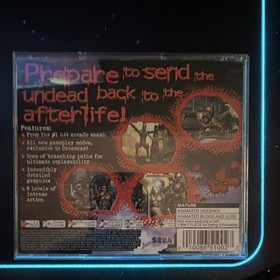 Prepare to send the
undead back to the
afterlife!
Features:
From the #1 hit arcade smash
All new gameplay modes,
exclusive to Dreamcast
Tons of branching paths for
ultimate replayability
Incredibly
detailed
graphics
6 levels of
intense
action
MATURE
ANIMATED VIOLENCE
ANIMATED BLOOD AND GORE
SEGA